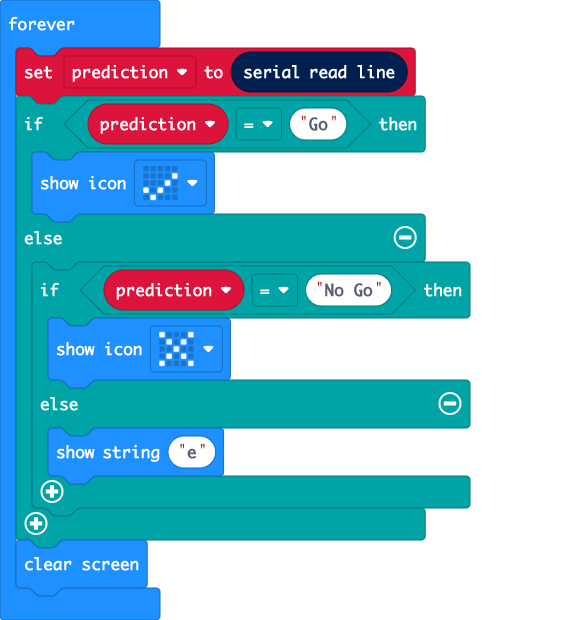 forever
set prediction to serial read line
if prediction = "Go" then
show icon
else
if prediction = "No Go" then
show icon
else
show string "e"
clear screen